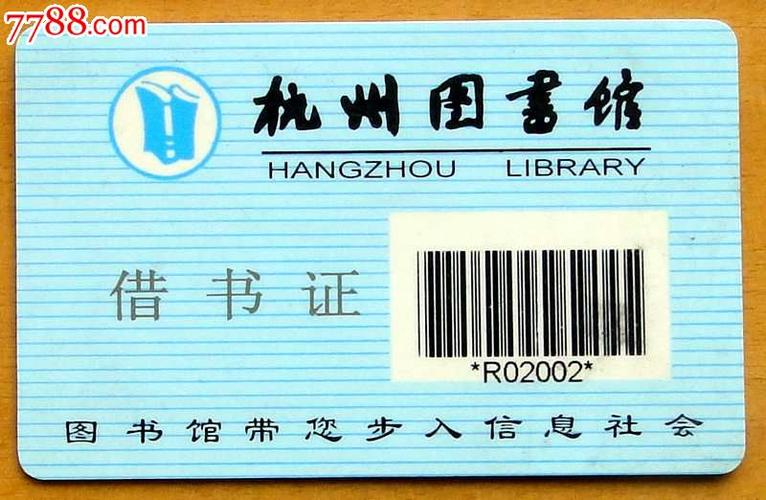 7788.com
杭州图書馆
HANGZHOU LIBRARY
借书证
*R02002*
图书馆带您步入信息社会